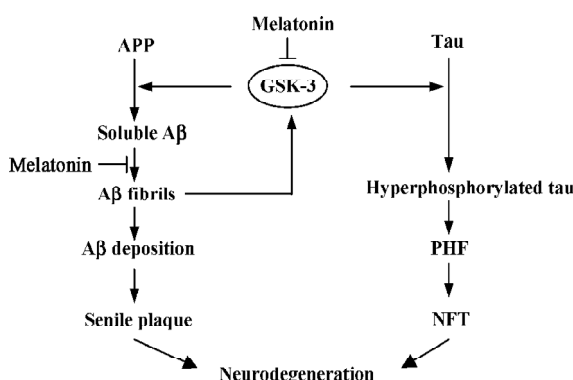 Melatonin
APP
Tau
GSK-3
Soluble Aβ
Melatonin
Aβ fibrils
Hyperphosphorylated tau
Aβ deposition
PHF
Senile plaque
NFT
Neurodegeneration